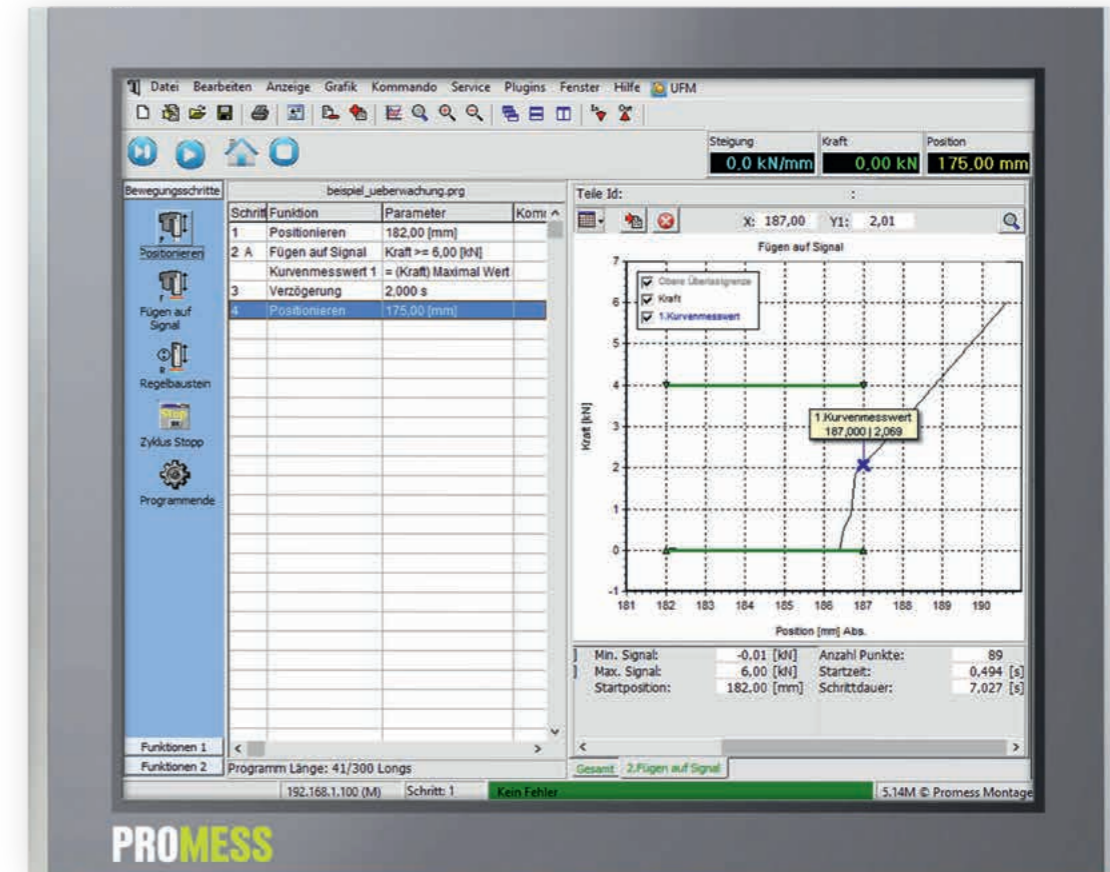 Datei Bearbeiten Anzeige Grafik Kommando Service Plugins Fenster Hilfe UFM
Steigung Kraft Position
0,0 kN/mm 0,00 kN 175,00 mm
Bewegungsschritte
Positionieren
Fügen auf
Signal
Regelbaustein
Stop
Zyklus Stopp
Programmende
Funktionen 1
Funktionen 2
beispiel_ueberwachung.prg
Schritt Funktion Parameter
1 Positionieren 182,00 [mm]
2 A Fügen auf Signal Kraft >= 6,00 [kN]
Kurvenmesswert 1 = (Kraft) Maximal Wert
3 Verzögerung 2,000 s
4 Positionieren 175,00 [mm]
Programm Länge: 41/300 Longs
Teile Id: :
X: 187,00 Y1: 2,01
Fügen auf Signal
Obere Überlastgrenze
Kraft
1.Kurvenmesswert
1.Kurvenmesswert
187,000 | 2,069
Kraft [kN]
7
6
5
4
3
2
1
0
-1
181 182 183 184 185 186 187 188 189 190
Position [mm] Abs.
Min. Signal: -0,01 [kN] Anzahl Punkte: 89
Max. Signal: 6,00 [kN] Startzeit: 0,494 [s]
Startposition: 182,00 [mm] Schrittdauer: 7,027 [s]
Gesamt 2.Fügen auf Signal
192.168.1.100 (M) Schritt: 1 Kein Fehler 5.14M © Promess Montage
PROMESS